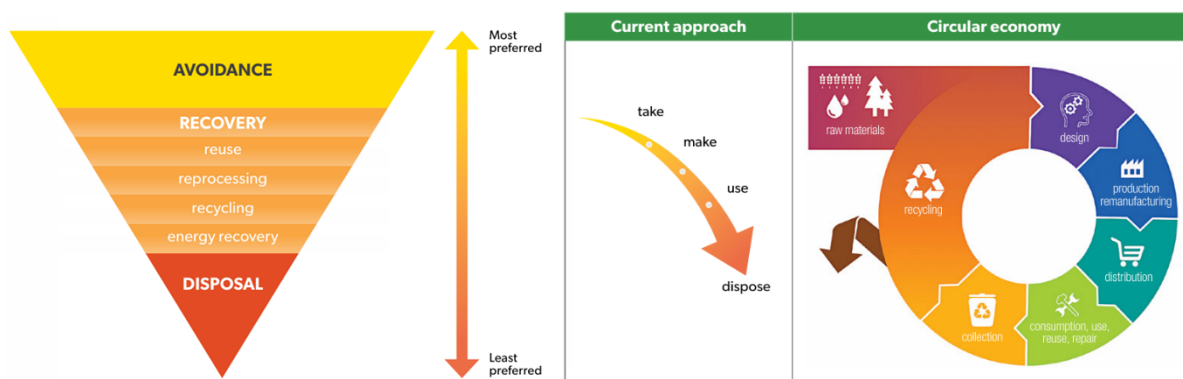 AVOIDANCE
RECOVERY
reuse
reprocessing
recycling
energy recovery
DISPOSAL
Most
preferred
Least
preferred
Current approach
take
make
use
dispose
Circular economy
raw materials
design
production
remanufacturing
distribution
consumption, use,
reuse, repair
collection
recycling